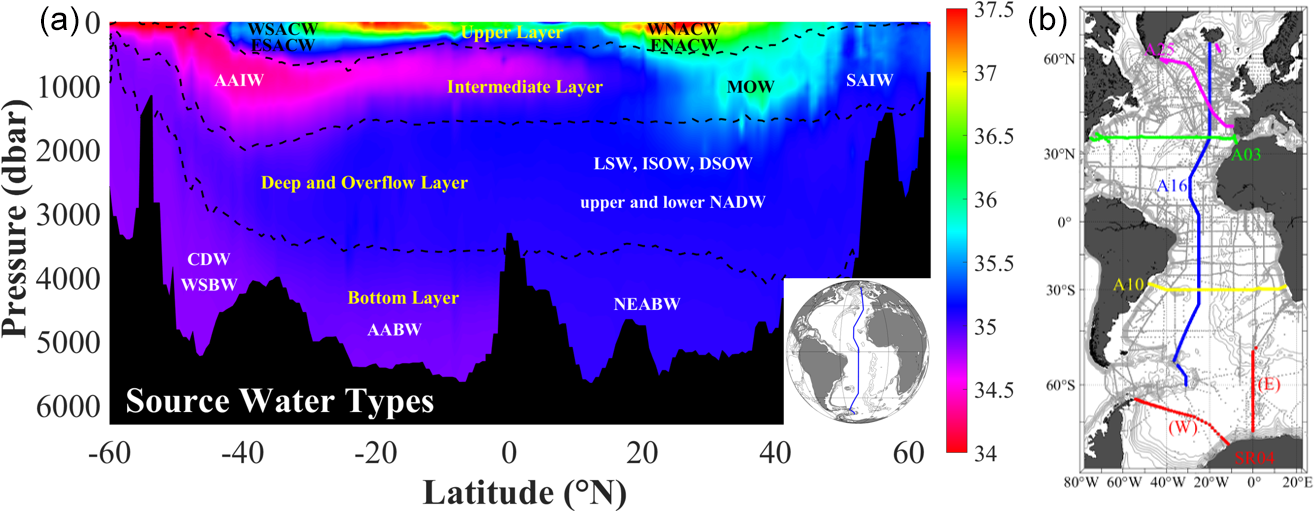 (a)
WSACW
ESACW
Upper Layer
WNACW
ENACW
AAIW
Intermediate Layer
MOW
SAIW
LSW, ISOW, DSOW
Deep and Overflow Layer
upper and lower NADW
CDW
WSBW
Bottom Layer
AABW
NEABW
Source Water Types
Pressure (dbar)
0
1000
2000
3000
4000
5000
6000
-60
-40
-20
0
20
40
60
Latitude (°N)
37.5
37
36.5
36
35.5
35
34.5
34
(b)
60°N
30°N
0°
30°S
60°S
A03
A16
A10
(E)
(W)
SR04
80°W
60°W
40°W
20°W
0°
20°E